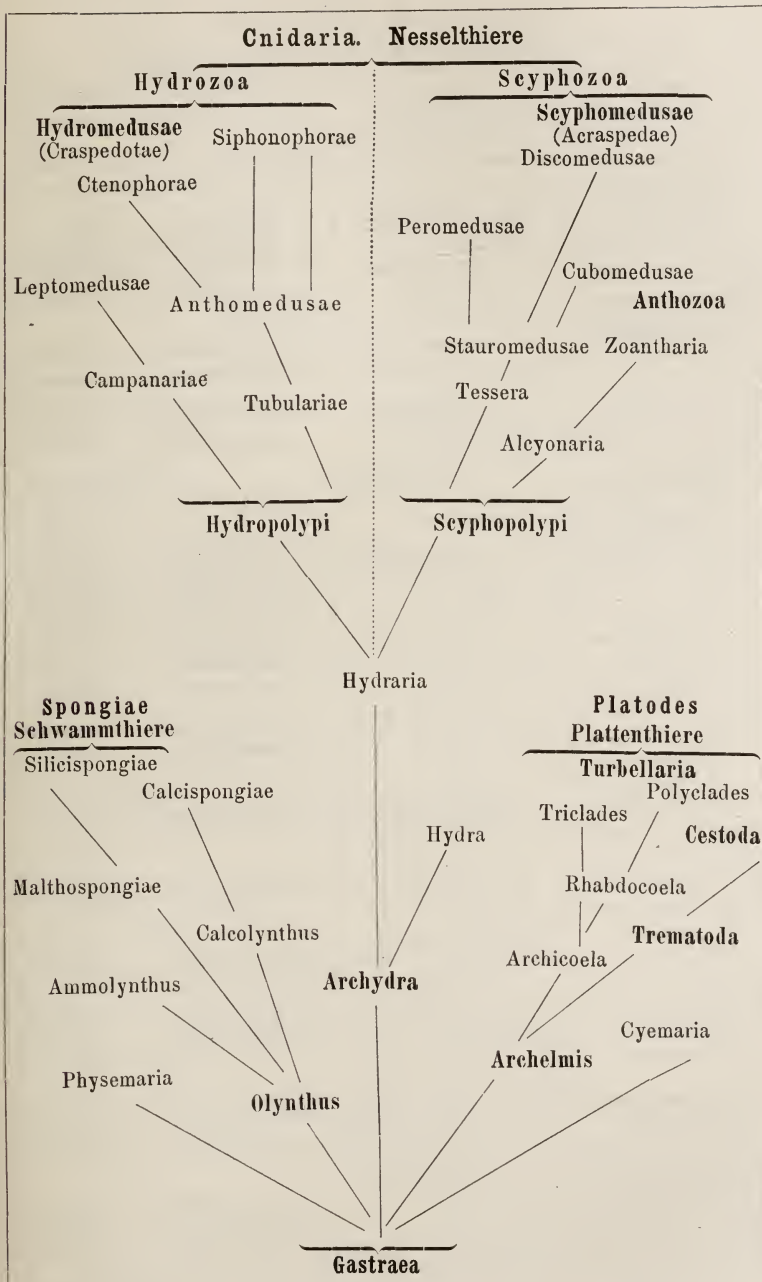 Cnidaria. Nesselthiere
Hydrozoa
Scyphozoa
Hydromedusae
(Craspedotae)
Siphonophorae
Scyphomedusae
(Acraspedae)
Discomedusae
Ctenophorae
Peromedusae
Leptomedusae
Anthomedusae
Cubomedusae
Anthozoa
Stauromedusae
Zoantharia
Campanariae
Tubulariae
Tessera
Alcyonaria
Hydropolypi
Scyphopolypi
Hydraria
Spongiae
Schwammthiere
Platodes
Plattenthiere
Silicispongiae
Calcispongiae
Turbellaria
Polyclades
Triclades
Hydra
Cestoda
Malthospongiae
Rhabdocoela
Calcolynthus
Trematoda
Archicoela
Ammolynthus
Archydra
Cyemaria
Archelmis
Physemaria
Olynthus
Gastraea